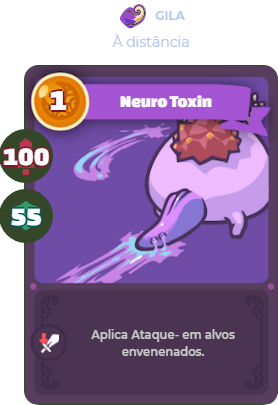 GILA
À distância
1
Neuro Toxin
100
55
Aplica Ataque- em alvos
envenenados.